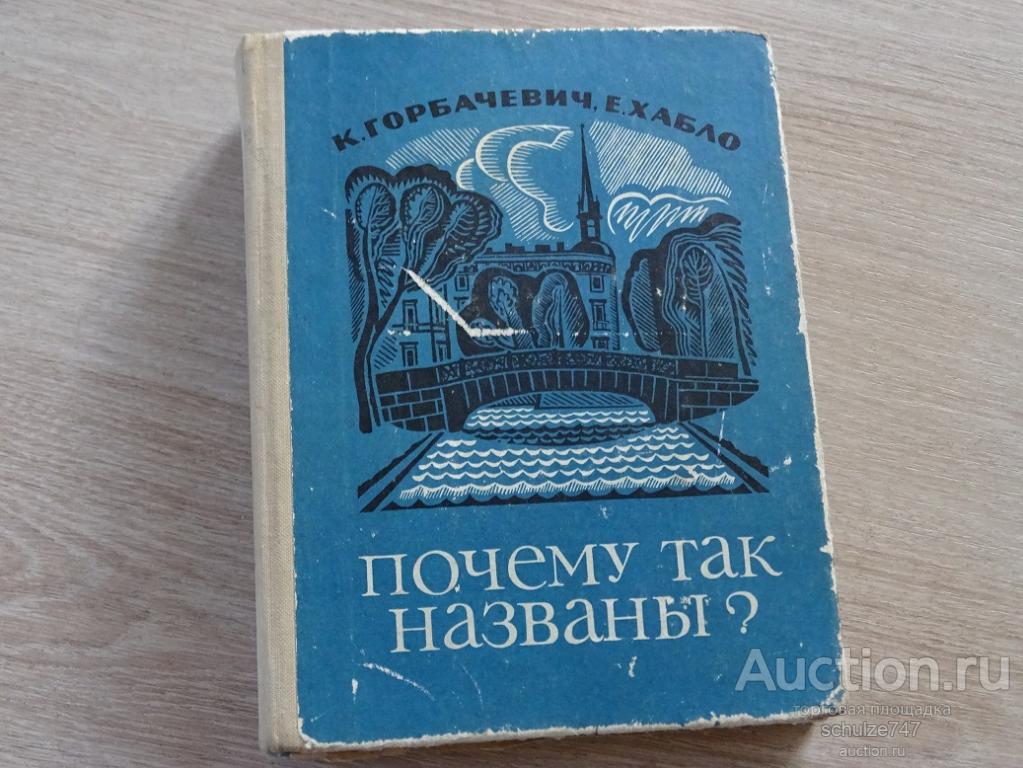 К. ГОРБАЧЕВИЧ, Е. ХАБЛО
ПОЧЕМУ ТАК
НАЗВАНЫ?
Auction.ru
торговая площадка
schulze747
auction.ru